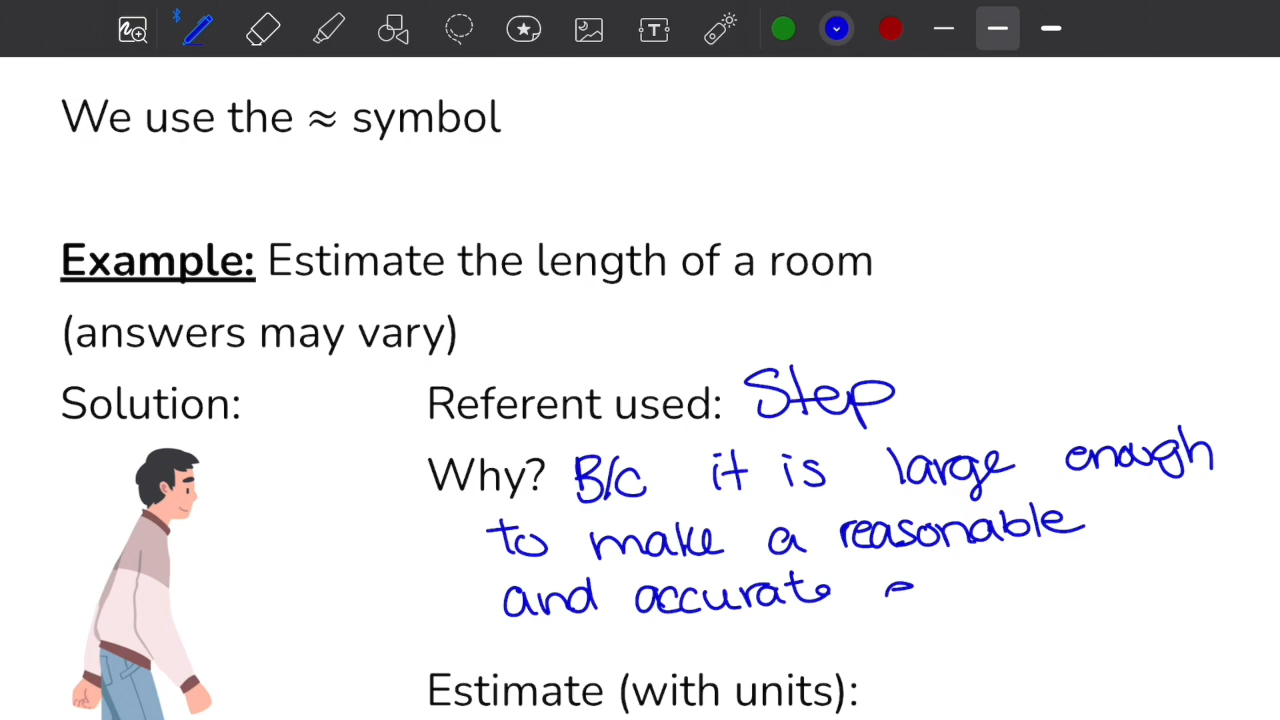 We use the ≈ symbol
Example: Estimate the length of a room
(answers may vary)
Solution:
Referent used: Step
Why? B/c it is large enough
to make a reasonable
and accurate
Estimate (with units):